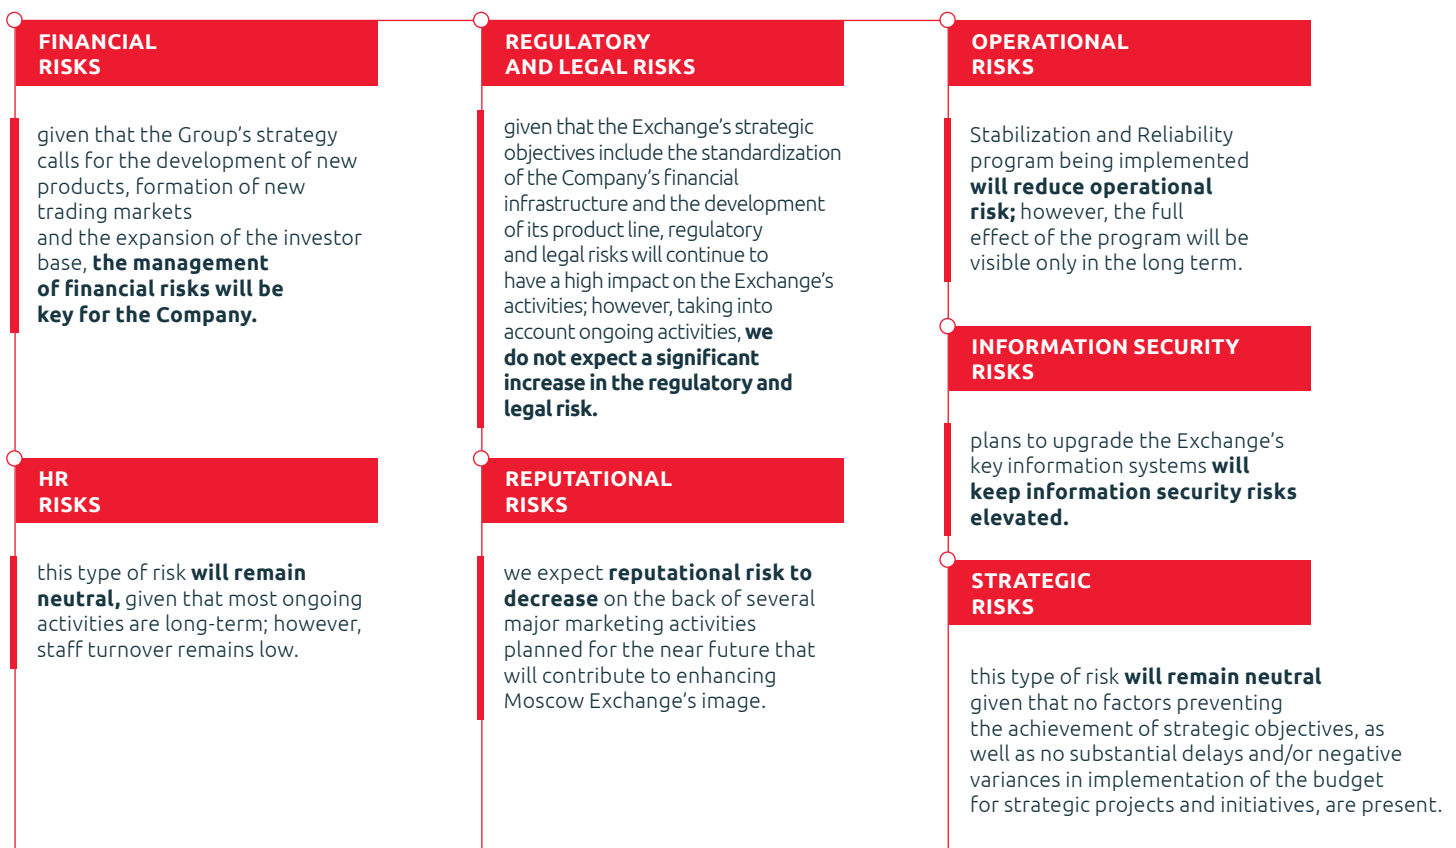 FINANCIAL
RISKS
given that the Group's strategy
calls for the development of new
products, formation of new
trading markets
and the expansion of the investor
base, the management
of financial risks will be
key for the Company.
HR
RISKS
this type of risk will remain
neutral, given that most ongoing
activities are long-term; however,
staff turnover remains low.
REGULATORY
AND LEGAL RISKS
given that the Exchange's strategic
objectives include the standardization
of the Company's financial
infrastructure and the development
of its product line, regulatory
and legal risks will continue to
have a high impact on the Exchange's
activities; however, taking into
account ongoing activities, we
do not expect a significant
increase in the regulatory and
legal risk.
REPUTATIONAL
RISKS
we expect reputational risk to
decrease on the back of several
major marketing activities
planned for the near future that
will contribute to enhancing
Moscow Exchange's image.
OPERATIONAL
RISKS
Stabilization and Reliability
program being implemented
will reduce operational
risk; however, the full
effect of the program will be
visible only in the long term.
INFORMATION SECURITY
RISKS
plans to upgrade the Exchange's
key information systems will
keep information security risks
elevated.
STRATEGIC
RISKS
this type of risk will remain neutral
given that no factors preventing
the achievement of strategic objectives, as
well as no substantial delays and/or negative
variances in implementation of the budget
for strategic projects and initiatives, are present.